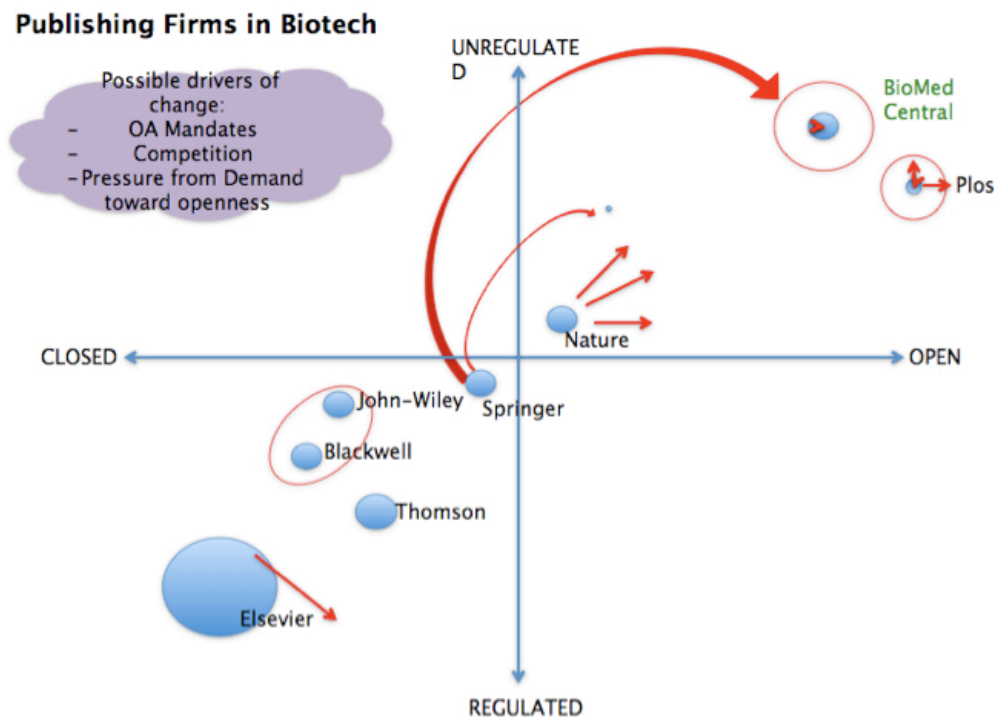 Publishing Firms in Biotech
Possible drivers of
change:
- OA Mandates
- Competition
-Pressure from Demand
toward openness
UNREGULATE
D
BioMed
Central
Plos
Nature
CLOSED
OPEN
John-Wiley
Springer
Blackwell
Thomson
Elsevier
REGULATED